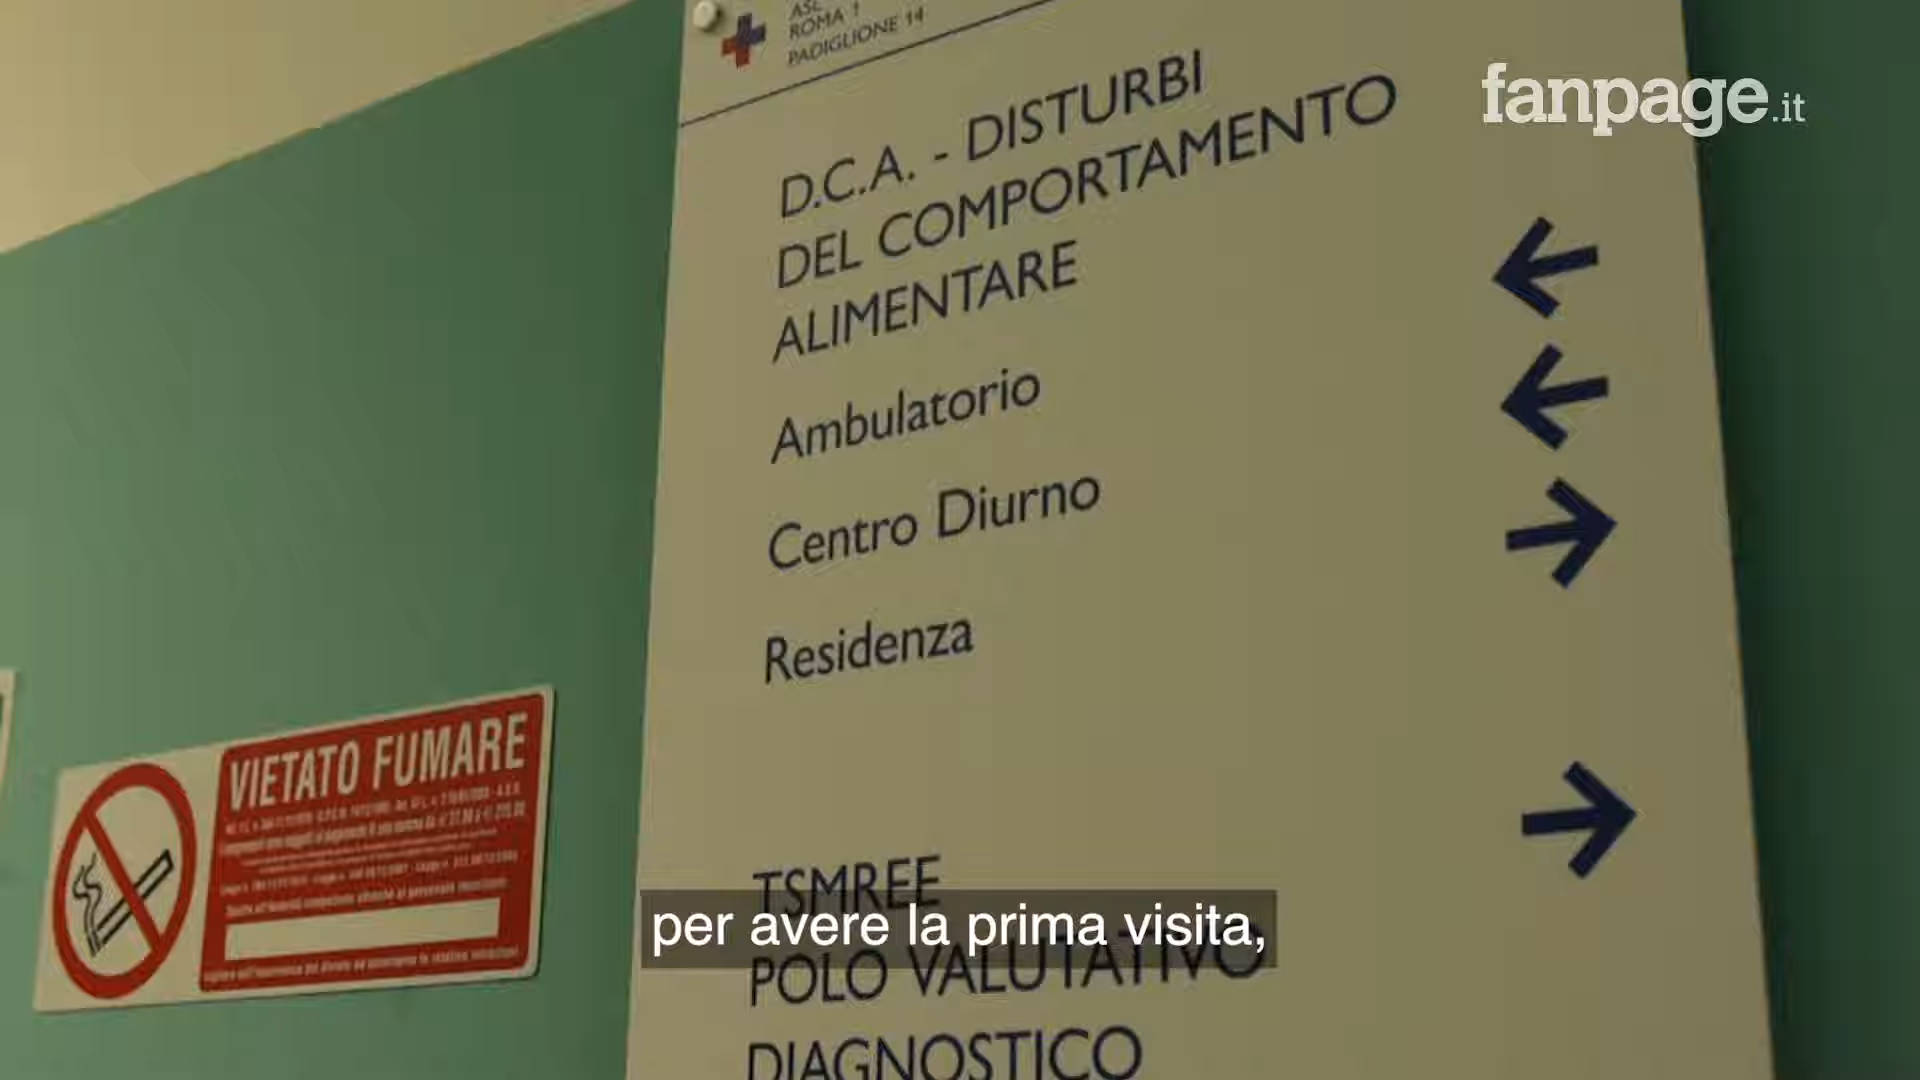 ASL
ROMA 1
PADIGLIONE 14
fanpage.it
D.C.A. - DISTURBI
DEL COMPORTAMENTO
ALIMENTARE
Ambulatorio
Centro Diurno
Residenza
VIETATO FUMARE
TSMREE
per avere la prima visita,
POLO VALUTATIVO
DIAGNOSTICO